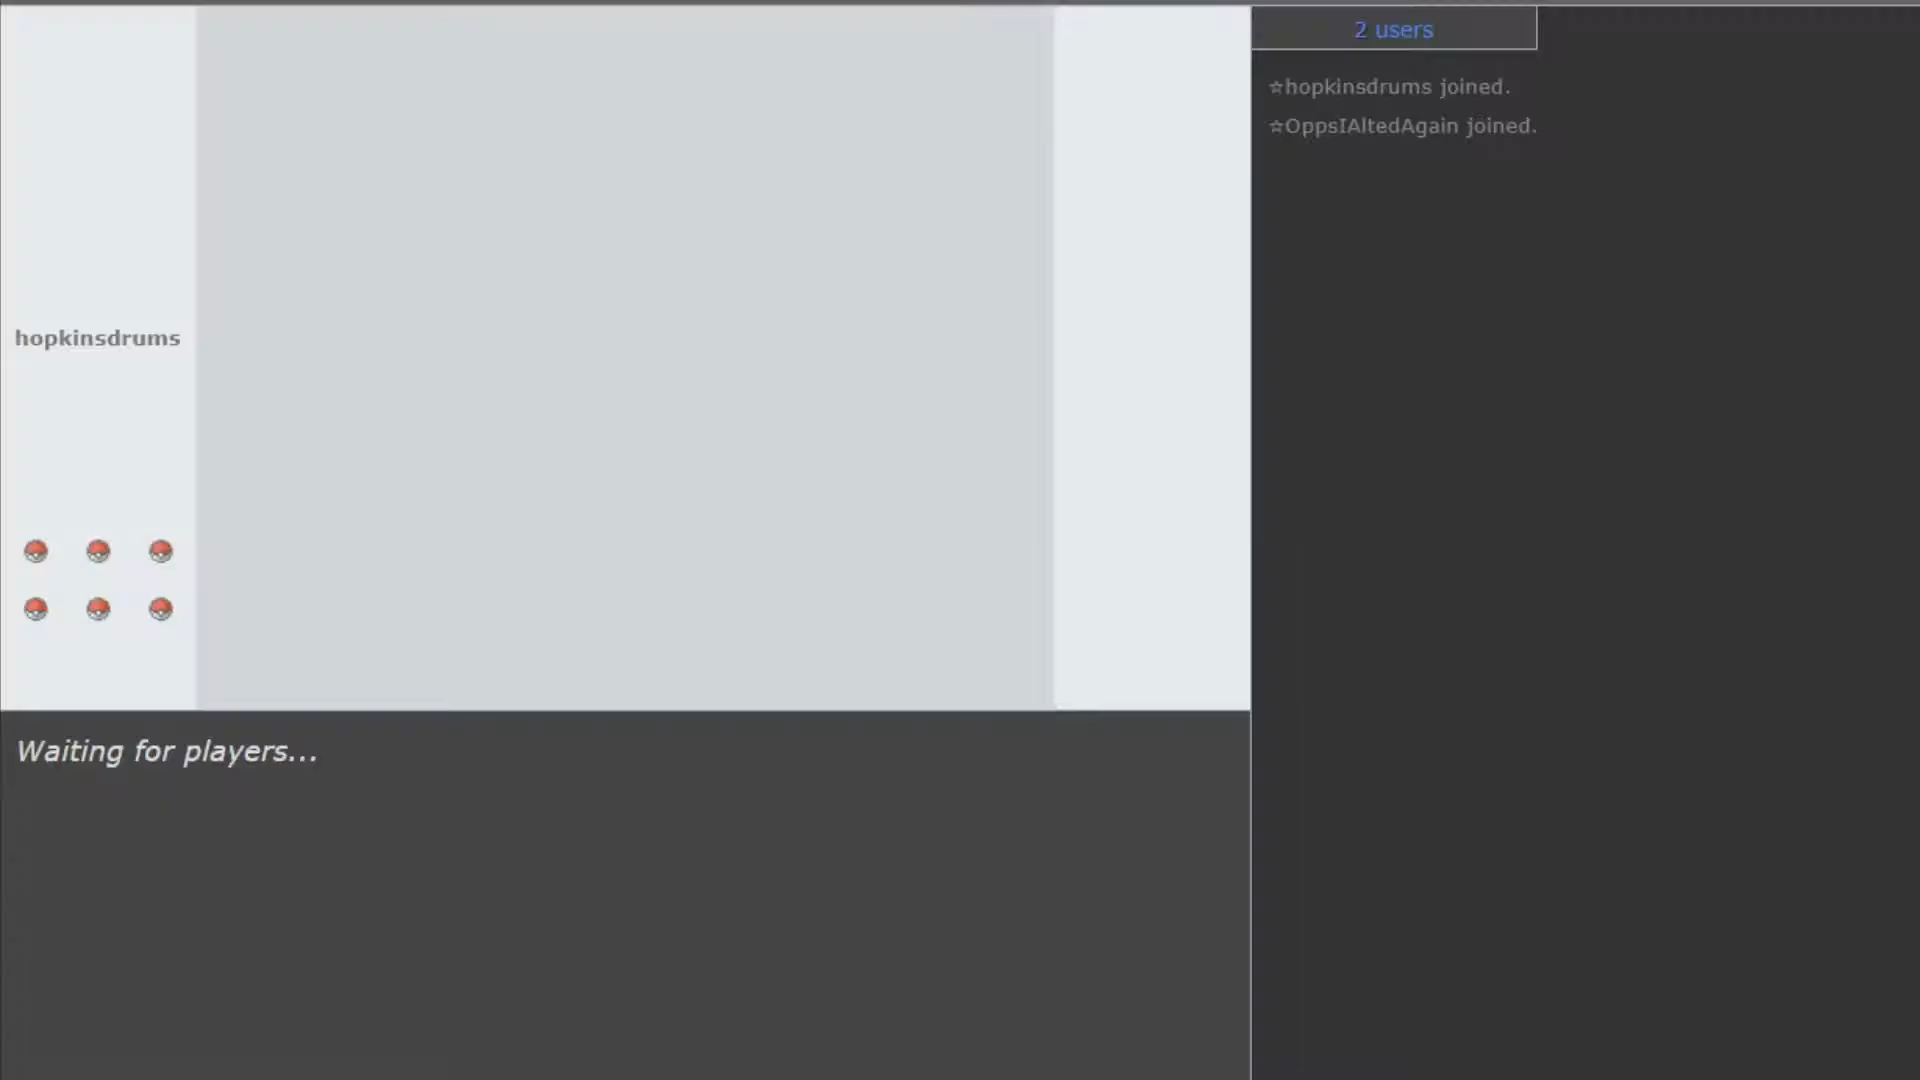 2 users
☆hopkinsdrums joined.
☆OppsIAltedAgain joined.
hopkinsdrums
Waiting for players...